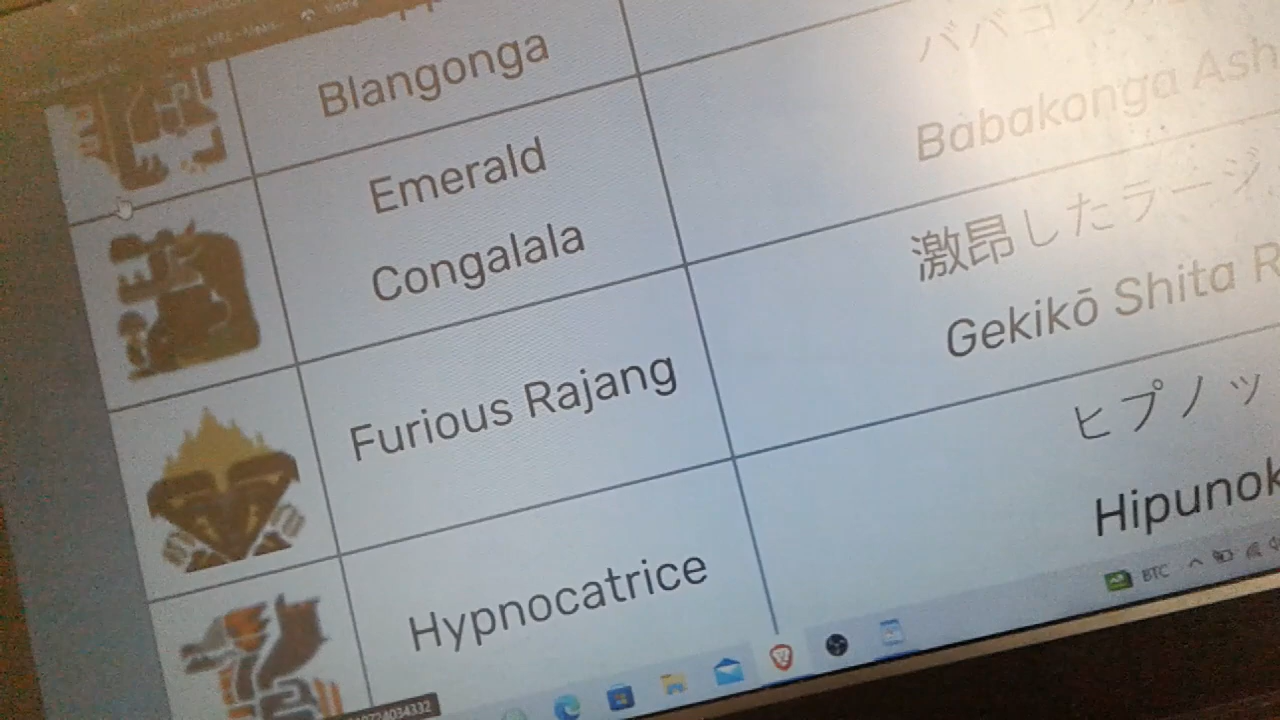 Blangonga
ババコンガ
Emerald
Congalala
Babakonga Ash
Furious Rajang
激昂したラージ
Gekikō Shita R
Hypnocatrice
ヒプノッ
Hipunok
BTC
0724034332